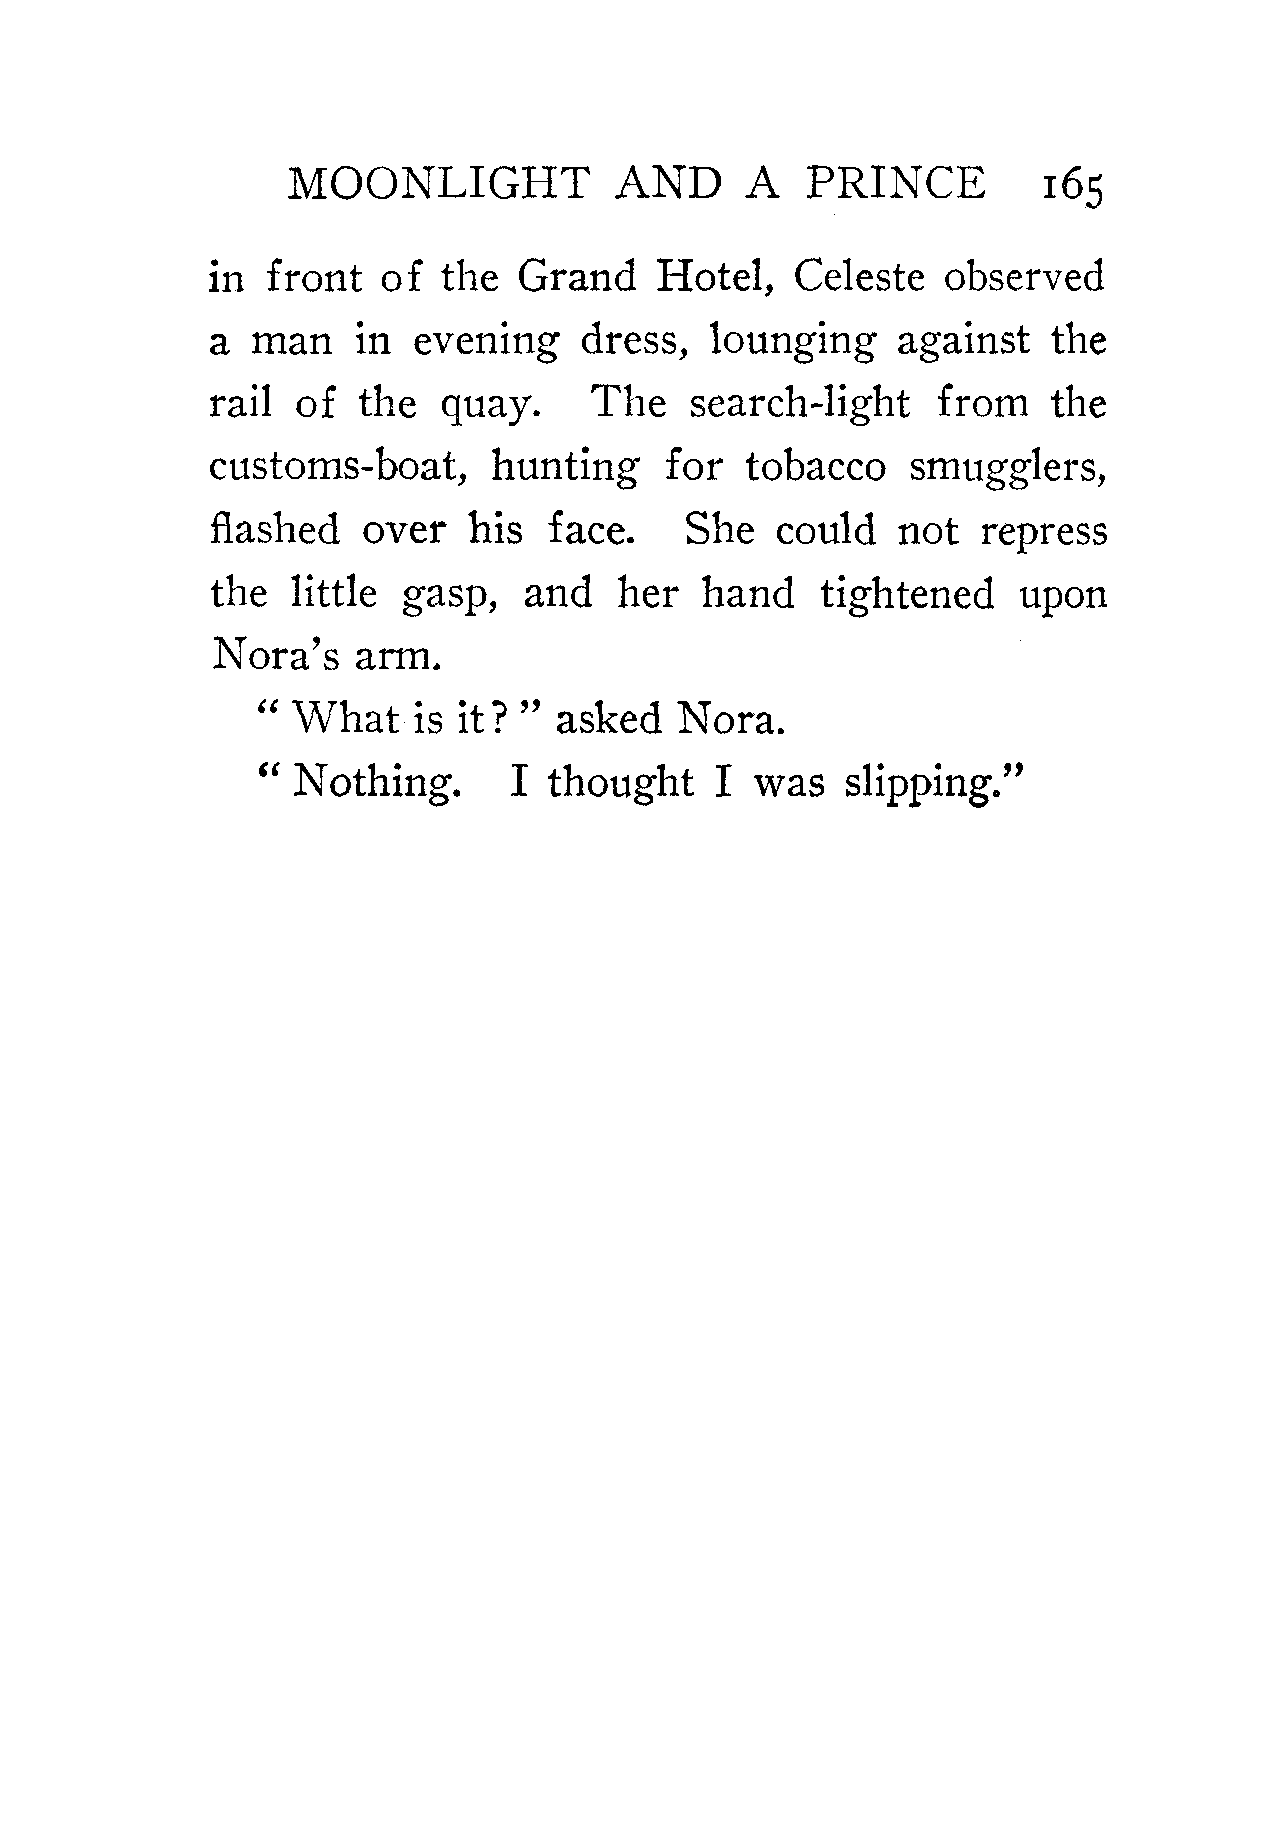 MOONLIGHT AND A PRINCE 165
in front of the Grand Hotel, Celeste observed
a man in evening dress, lounging against the
rail of the quay. The search-light from the
customs-boat, hunting for tobacco smugglers,
flashed over his face. She could not repress
the little gasp, and her hand tightened upon
Nora's arm.
“ What is it? ” asked Nora.
“ Nothing. I thought I was slipping.”